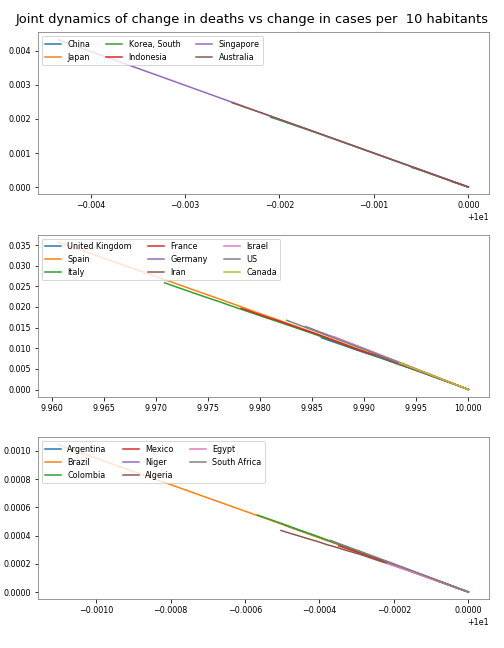 Joint dynamics of change in deaths vs change in cases per 10 habitants
China Korea, South Singapore
Japan Indonesia Australia
0.004
0.003
0.002
0.001
0.000
−0.004 −0.003 −0.002 −0.001 0.000
+1e1
United Kingdom France Israel
Spain Germany US
Italy Iran Canada
0.035
0.030
0.025
0.020
0.015
0.010
0.005
0.000
9.960 9.965 9.970 9.975 9.980 9.985 9.990 9.995 10.000
Argentina Mexico Egypt
Brazil Niger South Africa
Colombia Algeria
0.0010
0.0008
0.0006
0.0004
0.0002
0.0000
−0.0010 −0.0008 −0.0006 −0.0004 −0.0002 0.0000
+1e1